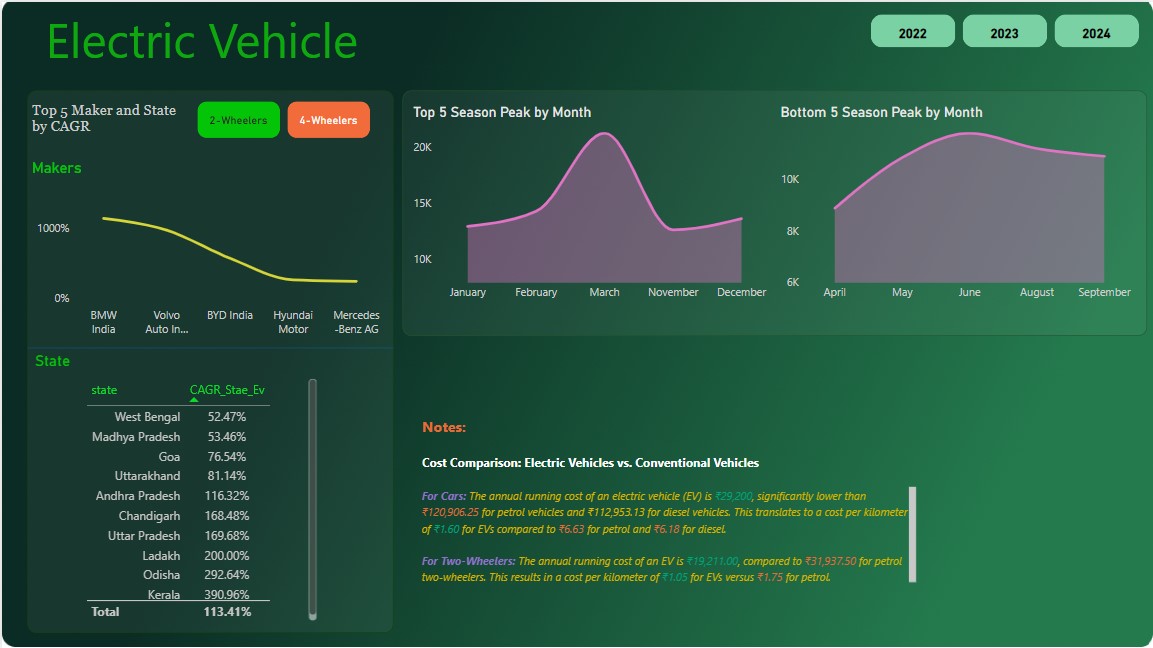 Electric Vehicle
2022
2023
2024
Top 5 Maker and State
by CAGR
2-Wheelers
4-Wheelers
Makers
1000%
0%
BMW
India
Volvo
Auto In...
BYD India
Hyundai
Motor
Mercedes
-Benz AG
State
state CAGR_Stae_Ev
West Bengal 52.47%
Madhya Pradesh 53.46%
Goa 76.54%
Uttarakhand 81.14%
Andhra Pradesh 116.32%
Chandigarh 168.48%
Uttar Pradesh 169.68%
Ladakh 200.00%
Odisha 292.64%
Kerala 390.96%
Total 113.41%
Top 5 Season Peak by Month
20K
15K
10K
January February March November December
Bottom 5 Season Peak by Month
10K
8K
6K
April May June August September
Notes:
Cost Comparison: Electric Vehicles vs. Conventional Vehicles
For Cars: The annual running cost of an electric vehicle (EV) is ₹29,200, significantly lower than
₹120,906.25 for petrol vehicles and ₹112,953.13 for diesel vehicles. This translates to a cost per kilometer
of ₹1.60 for EVs compared to ₹6.63 for petrol and ₹6.18 for diesel.
For Two-Wheelers: The annual running cost of an EV is ₹19,211.00, compared to ₹31,937.50 for petrol
two-wheelers. This results in a cost per kilometer of ₹1.05 for EVs versus ₹1.75 for petrol.